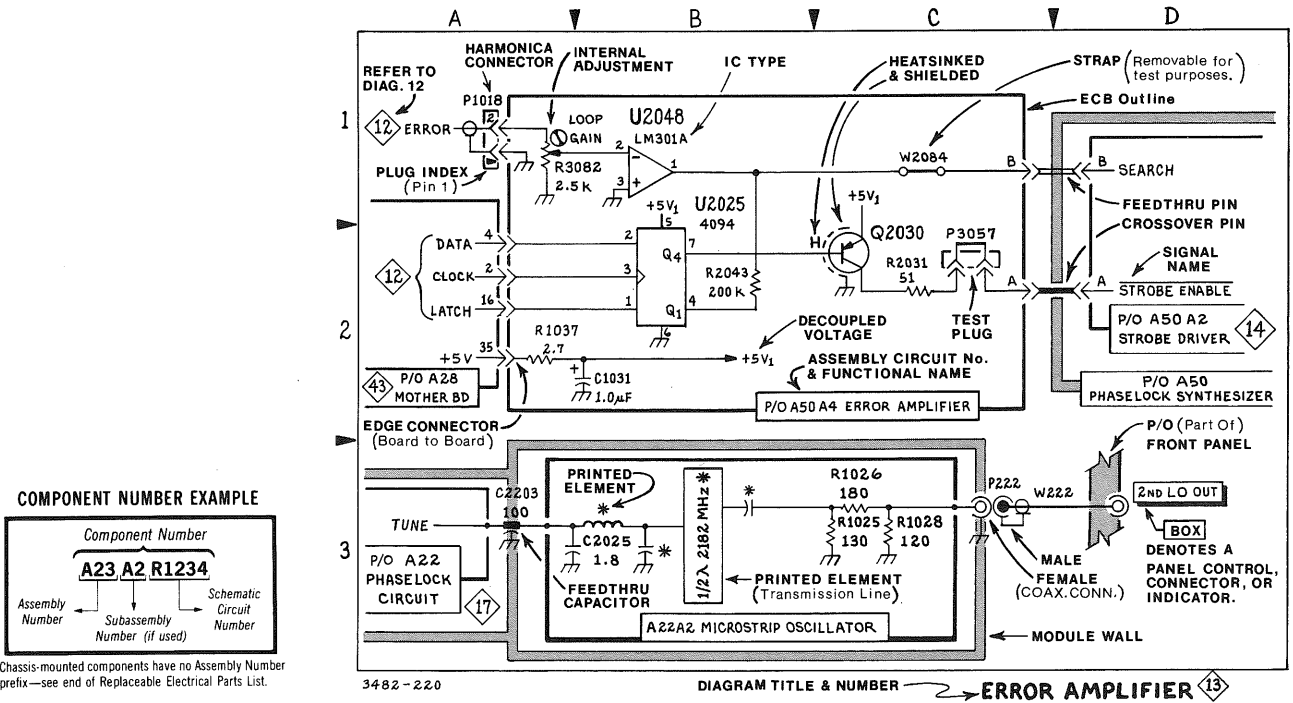 A B C D
1
2
3
REFER TO
DIAG. 12
HARMONICA
CONNECTOR
P1018
2
INTERNAL
ADJUSTMENT
IC TYPE
HEATSINKED
& SHIELDED
STRAP (Removable for
test purposes.)
ECB Outline
12
ERROR
LOOP
GAIN
R3082
2.5K
U2048
LM301A
2
3
1
W2084
B
B
SEARCH
PLUG INDEX
(Pin 1)
FEEDTHRU PIN
CROSSOVER PIN
+5V1
5
U2025
4094
+5V1
H
Q2030
P3057
SIGNAL
NAME
12
DATA 4
CLOCK 2
LATCH 16
2
3
1
Q4
Q1
7
4
6
R2043
200K
R2031
51
A
A
STROBE ENABLE
TEST
PLUG
P/O A50 A2
STROBE DRIVER
14
+5V 35
R1037
2.7
C1031
1.0µF
+
+5V1
DECOUPLED
VOLTAGE
ASSEMBLY CIRCUIT No.
& FUNCTIONAL NAME
43
P/O A28
MOTHER BD
P/O A50 A4 ERROR AMPLIFIER
P/O A50
PHASELOCK SYNTHESIZER
EDGE CONNECTOR
(Board to Board)
P/O (Part Of)
FRONT PANEL
C2203
100
PRINTED
ELEMENT
*
TUNE
C2025
1.8
*
1/2 λ 2182 MHz *
*
R1026
180
R1025
130
R1028
120
P222
W222
2ND LO OUT
BOX
DENOTES A
PANEL CONTROL,
CONNECTOR, OR
INDICATOR.
P/O A22
PHASELOCK
CIRCUIT
17
FEEDTHRU
CAPACITOR
PRINTED ELEMENT
(Transmission Line)
MALE
FEMALE
(COAX.CONN.)
A22A2 MICROSTRIP OSCILLATOR
MODULE WALL
COMPONENT NUMBER EXAMPLE
Component Number
A23 A2 R1234
Assembly
Number
Subassembly
Number (if used)
Schematic
Circuit
Number
Chassis-mounted components have no Assembly Number
prefix—see end of Replaceable Electrical Parts List.
3482-220
DIAGRAM TITLE & NUMBER
ERROR AMPLIFIER 13